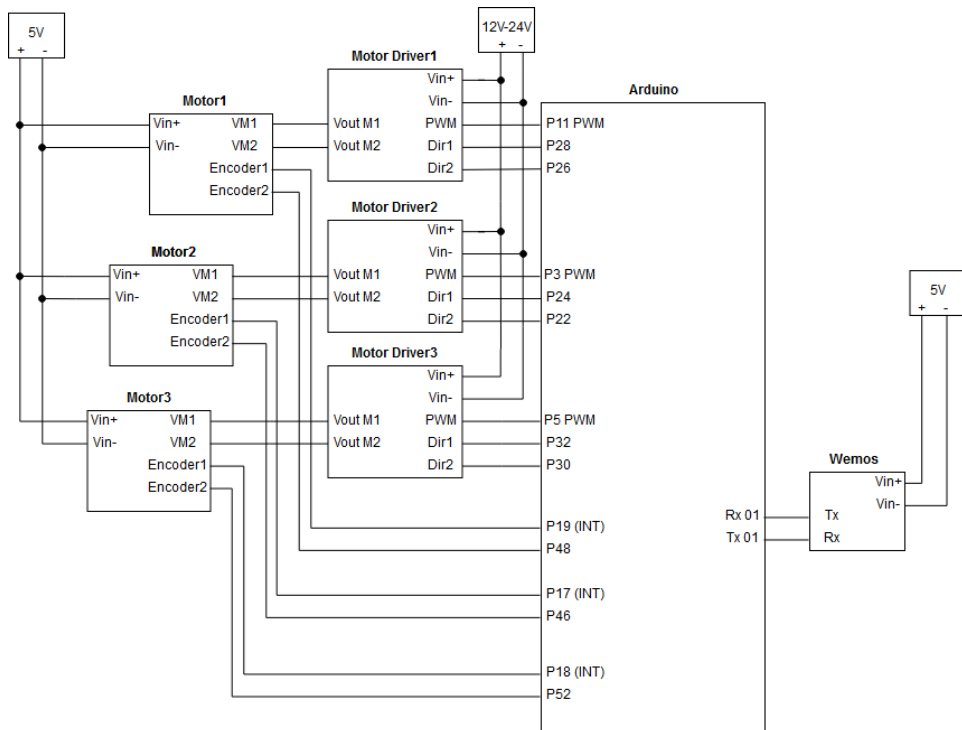 5V
+ -
12V-24V
+ -
Motor Driver1
Vin+
Vin-
Vout M1 PWM
Vout M2 Dir1
Dir2
Motor1
Vin+ VM1
Vin- VM2
Encoder1
Encoder2
Motor Driver2
Vin+
Vin-
Vout M1 PWM
Vout M2 Dir1
Dir2
Motor2
Vin+ VM1
Vin- VM2
Encoder1
Encoder2
Motor Driver3
Vin+
Vin-
Vout M1 PWM
Vout M2 Dir1
Dir2
Motor3
Vin+ VM1
Vin- VM2
Encoder1
Encoder2
Arduino
P11 PWM
P28
P26
P3 PWM
P24
P22
P5 PWM
P32
P30
P19 (INT)
P48
P17 (INT)
P46
P18 (INT)
P52
Rx 01
Tx 01
5V
+ -
Wemos
Vin+
Vin-
Tx
Rx